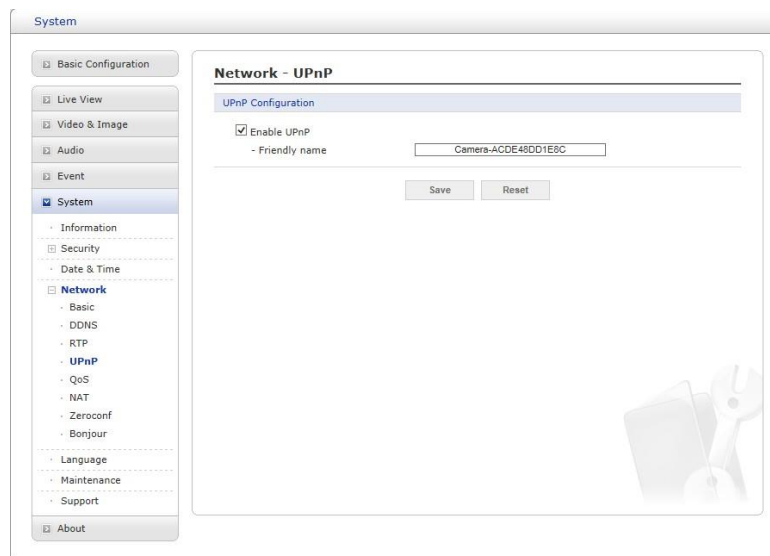 System
Basic Configuration
Live View
Video & Image
Audio
Event
System
Information
Security
Date & Time
Network
Basic
DDNS
RTP
UPnP
QoS
NAT
Zeroconf
Bonjour
Language
Maintenance
Support
About
Network - UPnP
UPnP Configuration
Enable UPnP
- Friendly name Camera-ACDE48DD1E8C
Save Reset